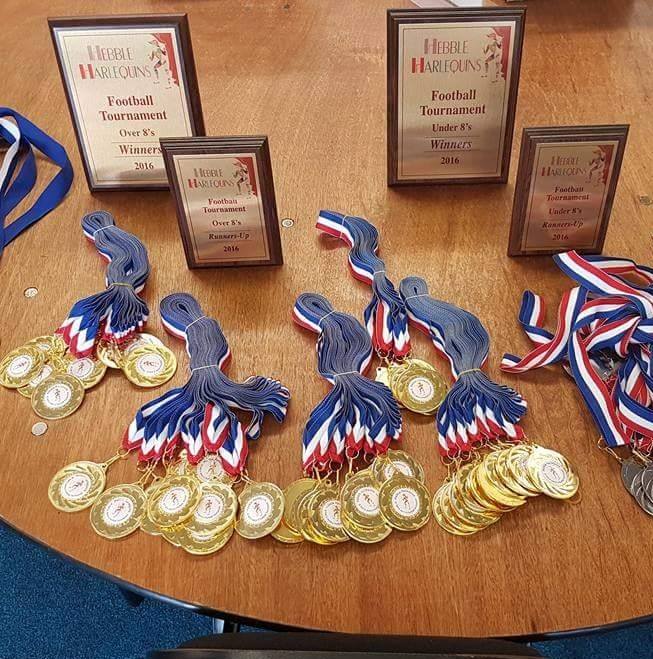 HEBBLE
HARLEQUINS
Football
Tournament
Over 8's
Winners
2016
HEBBLE
HARLEQUINS
Football
Tournament
Over 8's
Runners-Up
2016
HEBBLE
HARLEQUINS
Football
Tournament
Under 8's
Winners
2016
HEBBLE
HARLEQUINS
Football
Tournament
Under 8's
Runners-Up
2016